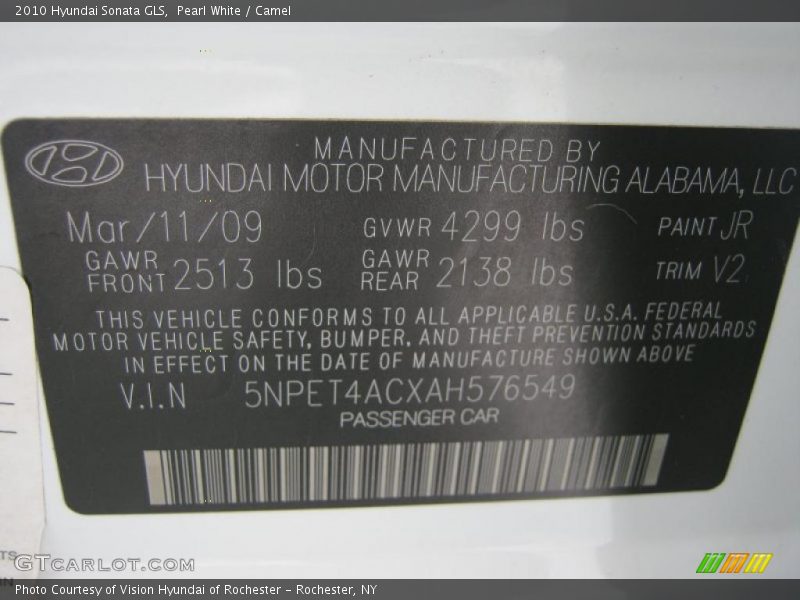 2010 Hyundai Sonata GLS, Pearl White / Camel
MANUFACTURED BY
HYUNDAI MOTOR MANUFACTURING ALABAMA, LLC
Mar/11/09 GVWR 4299 lbs PAINT JR
GAWR FRONT 2513 lbs GAWR REAR 2138 lbs TRIM V2
THIS VEHICLE CONFORMS TO ALL APPLICABLE U.S.A. FEDERAL
MOTOR VEHICLE SAFETY, BUMPER, AND THEFT PREVENTION STANDARDS
IN EFFECT ON THE DATE OF MANUFACTURE SHOWN ABOVE
V.I.N 5NPET4ACXAH576549
PASSENGER CAR
GTCARLOT.COM
Photo Courtesy of Vision Hyundai of Rochester - Rochester, NY